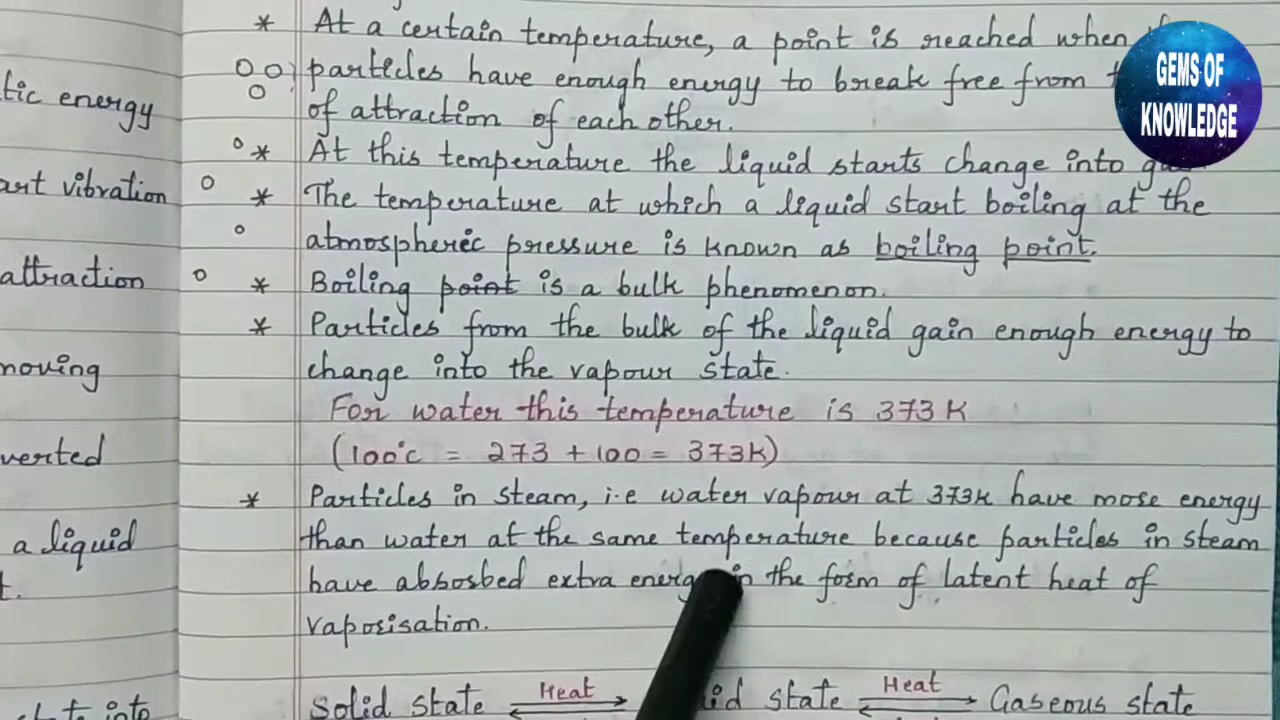 * At a certain temperature, a point is reached when
particles have enough energy to break free from
of attraction of each other.
* At this temperature the liquid starts change into
* The temperature at which a liquid start boiling at the
atmospheric pressure is known as boiling point.
* Boiling point is a bulk phenomenon.
* Particles from the bulk of the liquid gain enough energy to
change into the vapour state.
For water this temperature is 373 K
(100°c = 273 + 100 = 373K)
* Particles in steam, i.e water vapour at 373K have more energy
than water at the same temperature because particles in steam
have absorbed extra energy in the form of latent heat of
vaporisation.
Solid state Heat state Heat Gaseous state
tic energy
vibration
attraction
moving
verted
a liquid
into
GEMS OF
KNOWLEDGE